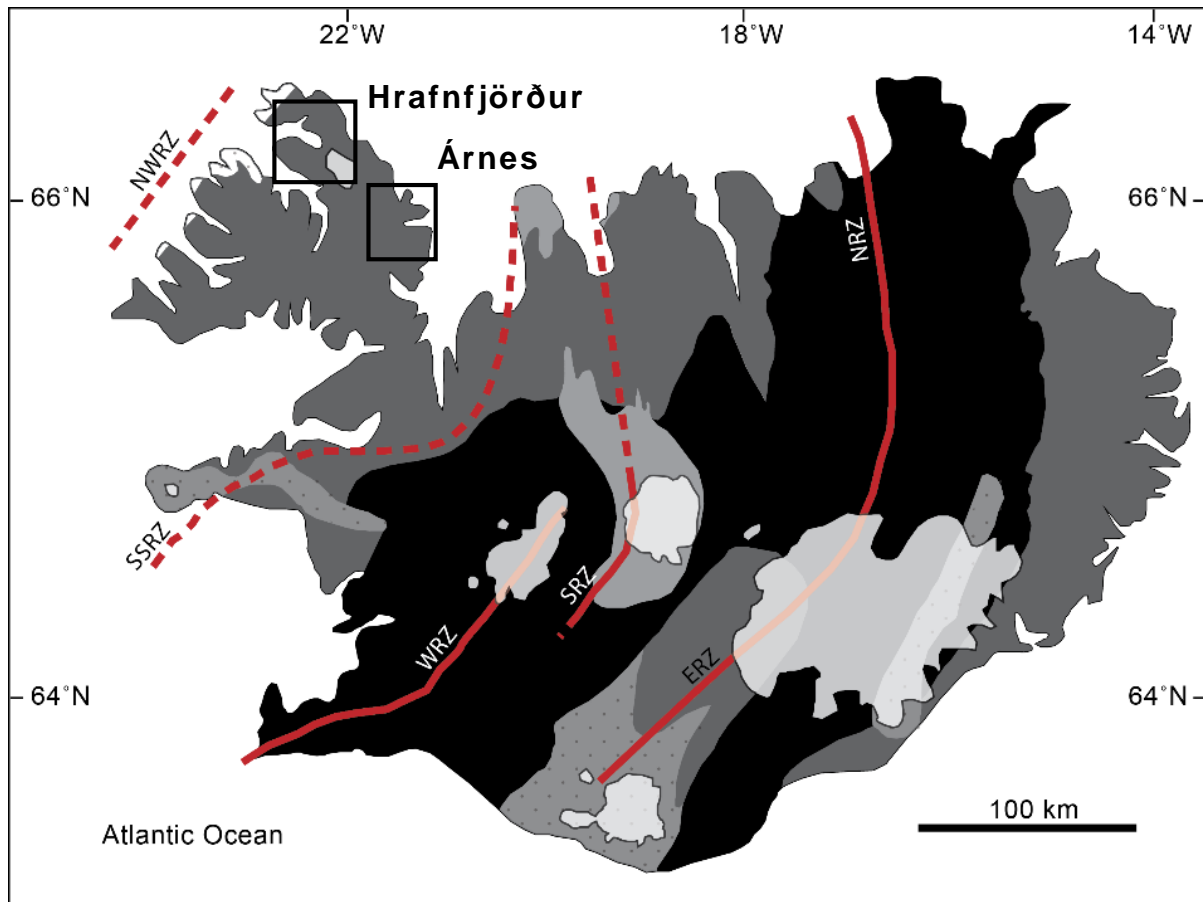 22˚W
18˚W
14˚W
Hrafnfjörður
Árnes
NWRZ
66˚N
66˚N
NRZ
SSRZ
SRZ
WRZ
ERZ
64˚N
64˚N
100 km
Atlantic Ocean